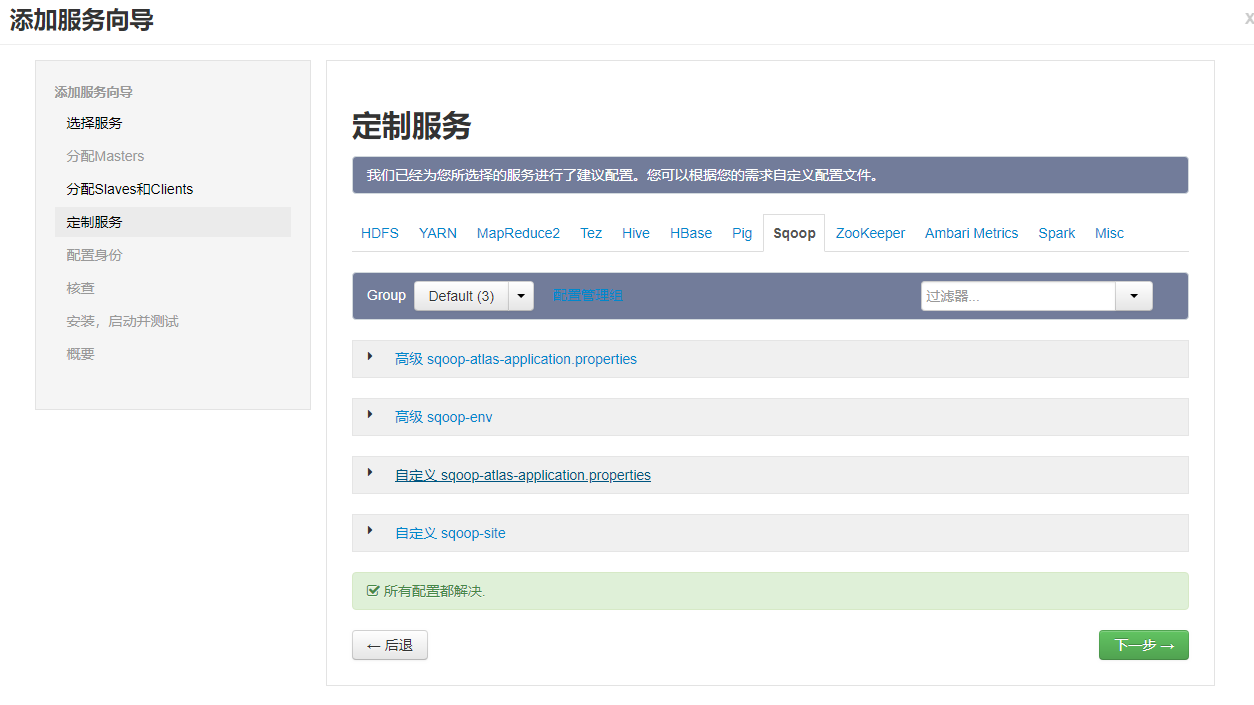 添加服务向导
x
添加服务向导
选择服务
分配Masters
分配Slaves和Clients
定制服务
配置身份
核查
安装，启动并测试
概要
定制服务
我们已经为您所选择的服务进行了建议配置。您可以根据您的需求自定义配置文件。
HDFS YARN MapReduce2 Tez Hive HBase Pig Sqoop ZooKeeper Ambari Metrics Spark Misc
Group Default (3) 配置管理组 过滤器...
高级 sqoop-atlas-application.properties
高级 sqoop-env
自定义 sqoop-atlas-application.properties
自定义 sqoop-site
所有配置都解决.
← 后退 下一步 →